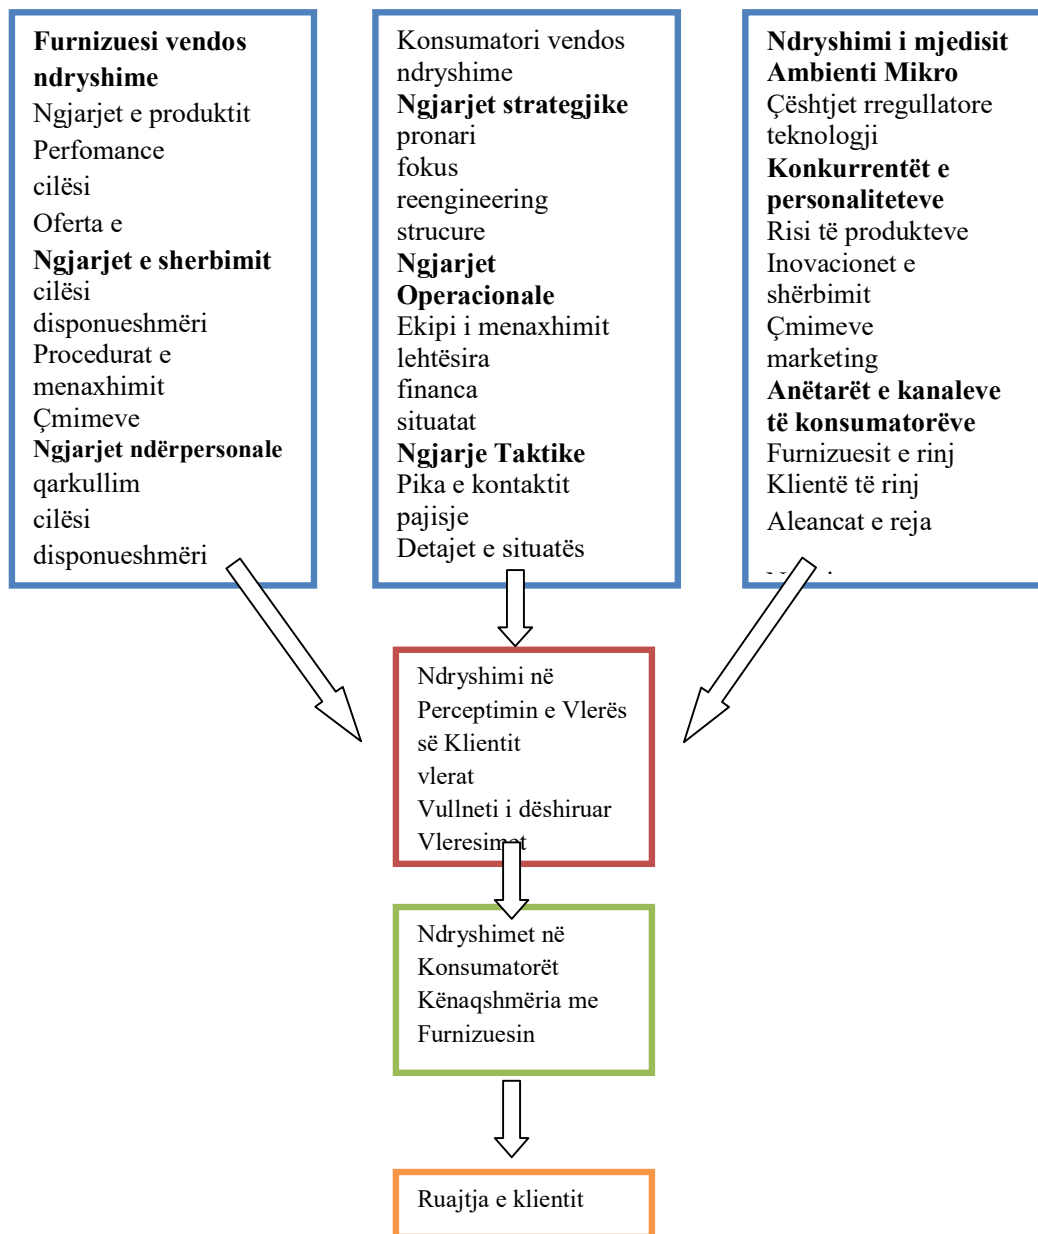 Furnizuesi vendos
ndryshime
Ngjarjet e produktit
Perfomance
cilësi
Oferta e
Ngjarjet e sherbimit
cilësi
disponueshmëri
Procedurat e
menaxhimit
Çmimeve
Ngjarjet ndërpersonale
qarkullim
cilësi
disponueshmëri
Konsumatori vendos
ndryshime
Ngjarjet strategjike
pronari
fokus
reengineering
strucure
Ngjarjet
Operacionale
Ekipi i menaxhimit
lehtësira
financa
situatat
Ngjarje Taktike
Pika e kontaktit
pajisje
Detajet e situatës
Ndryshimi i mjedisit
Ambienti Mikro
Çështjet rregullatore
teknologji
Konkurrentët e
personaliteteve
Risi të produkteve
Inovacionet e
shërbimit
Çmimeve
marketing
Anëtarët e kanaleve
të konsumatorëve
Furnizuesit e rinj
Klientë të rinj
Aleancat e reja
Ndryshimi në
Perceptimin e Vlerës
së Klientit
vlerat
Vullneti i dëshiruar
Vleresimet
Ndryshimet në
Konsumatorët
Kënaqshmëria me
Furnizuesin
Ruajtja e klientit